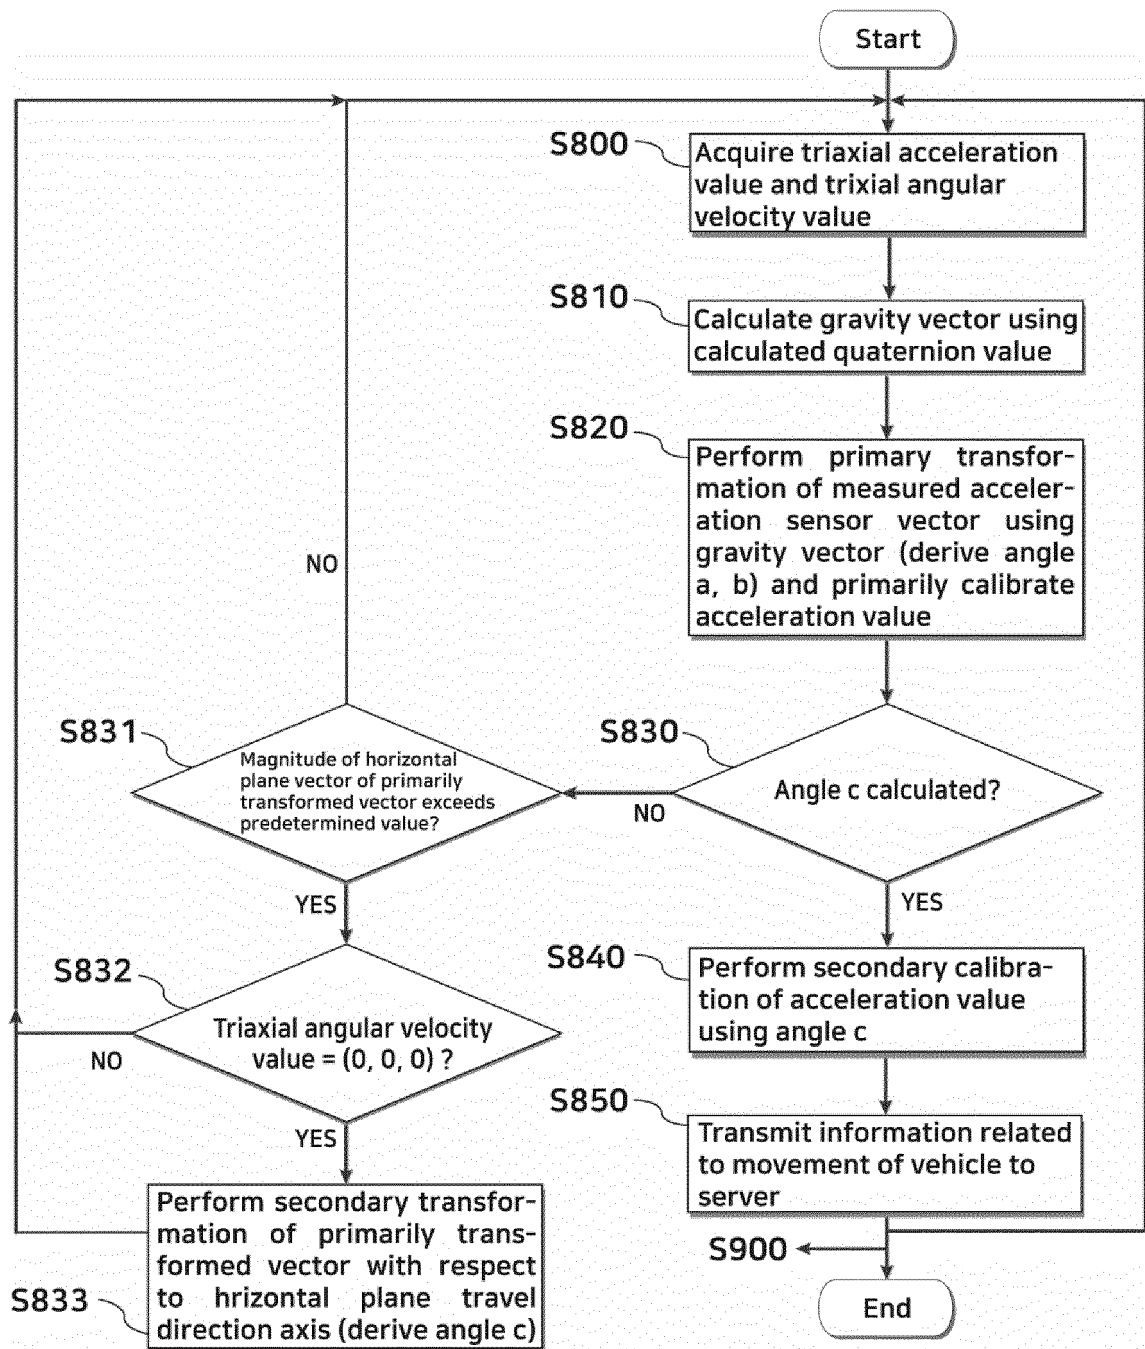 Start
S800
Acquire triaxial acceleration
value and trixial angular
velocity value
S810
Calculate gravity vector using
calculated quaternion value
S820
Perform primary transfor-
mation of measured acceler-
ation sensor vector using
gravity vector (derive angle
a, b) and primarily calibrate
acceleration value
NO
S831
Magnitude of horizontal
plane vector of primarily
transformed vector exceeds
predetermined value?
S830
Angle c calculated?
NO
YES
YES
S832
Triaxial angular velocity
value = (0, 0, 0) ?
NO
YES
S840
Perform secondary calibra-
tion of acceleration value
using angle c
S850
Transmit information related
to movement of vehicle to
server
S833
Perform secondary transfor-
mation of primarily trans-
formed vector with respect
to hrizontal plane travel
direction axis (derive angle c)
S900
End